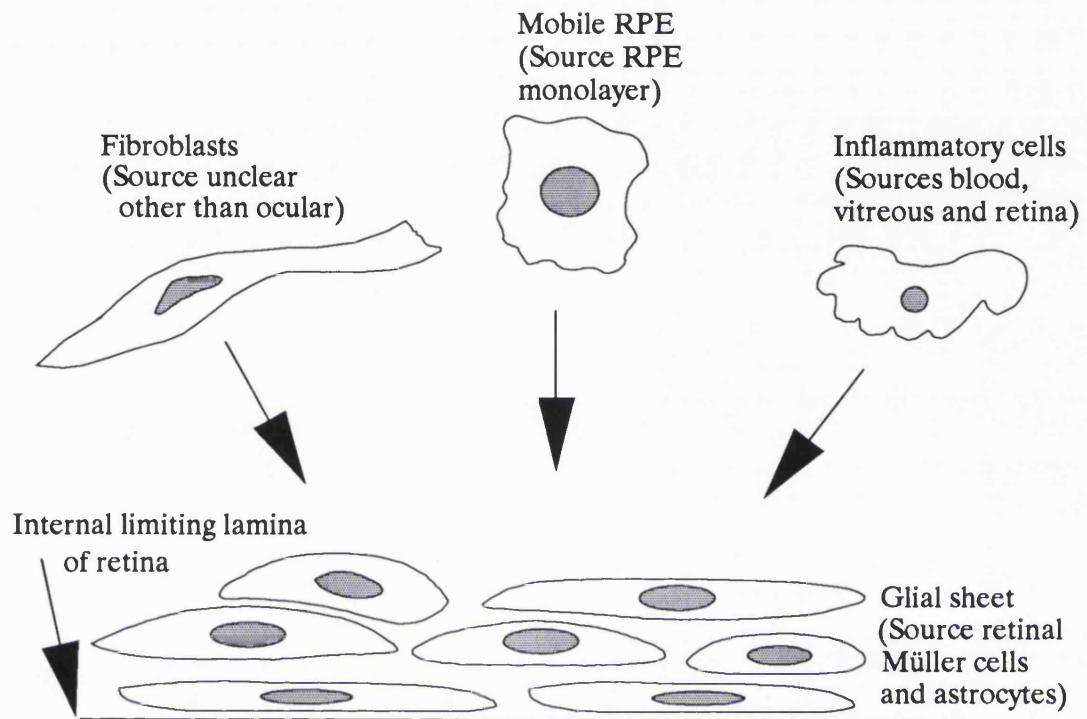 Mobile RPE
(Source RPE
monolayer)
Fibroblasts
(Source unclear
other than ocular)
Inflammatory cells
(Sources blood,
vitreous and retina)
Internal limiting lamina
of retina
Glial sheet
(Source retinal
Müller cells
and astrocytes)